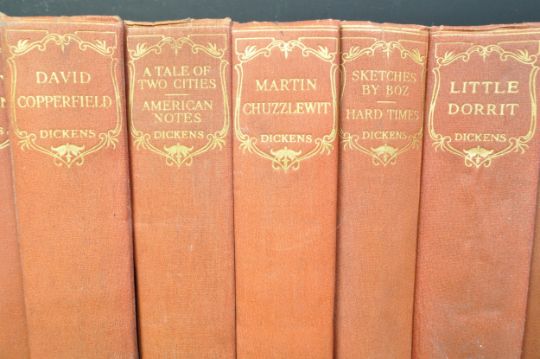 DAVID
COPPERFIELD
DICKENS
A TALE OF
TWO CITIES
AMERICAN
NOTES
DICKENS
MARTIN
CHUZZLEWIT
DICKENS
SKETCHES
BY BOZ
HARD TIMES
DICKENS
LITTLE
DORRIT
DICKENS